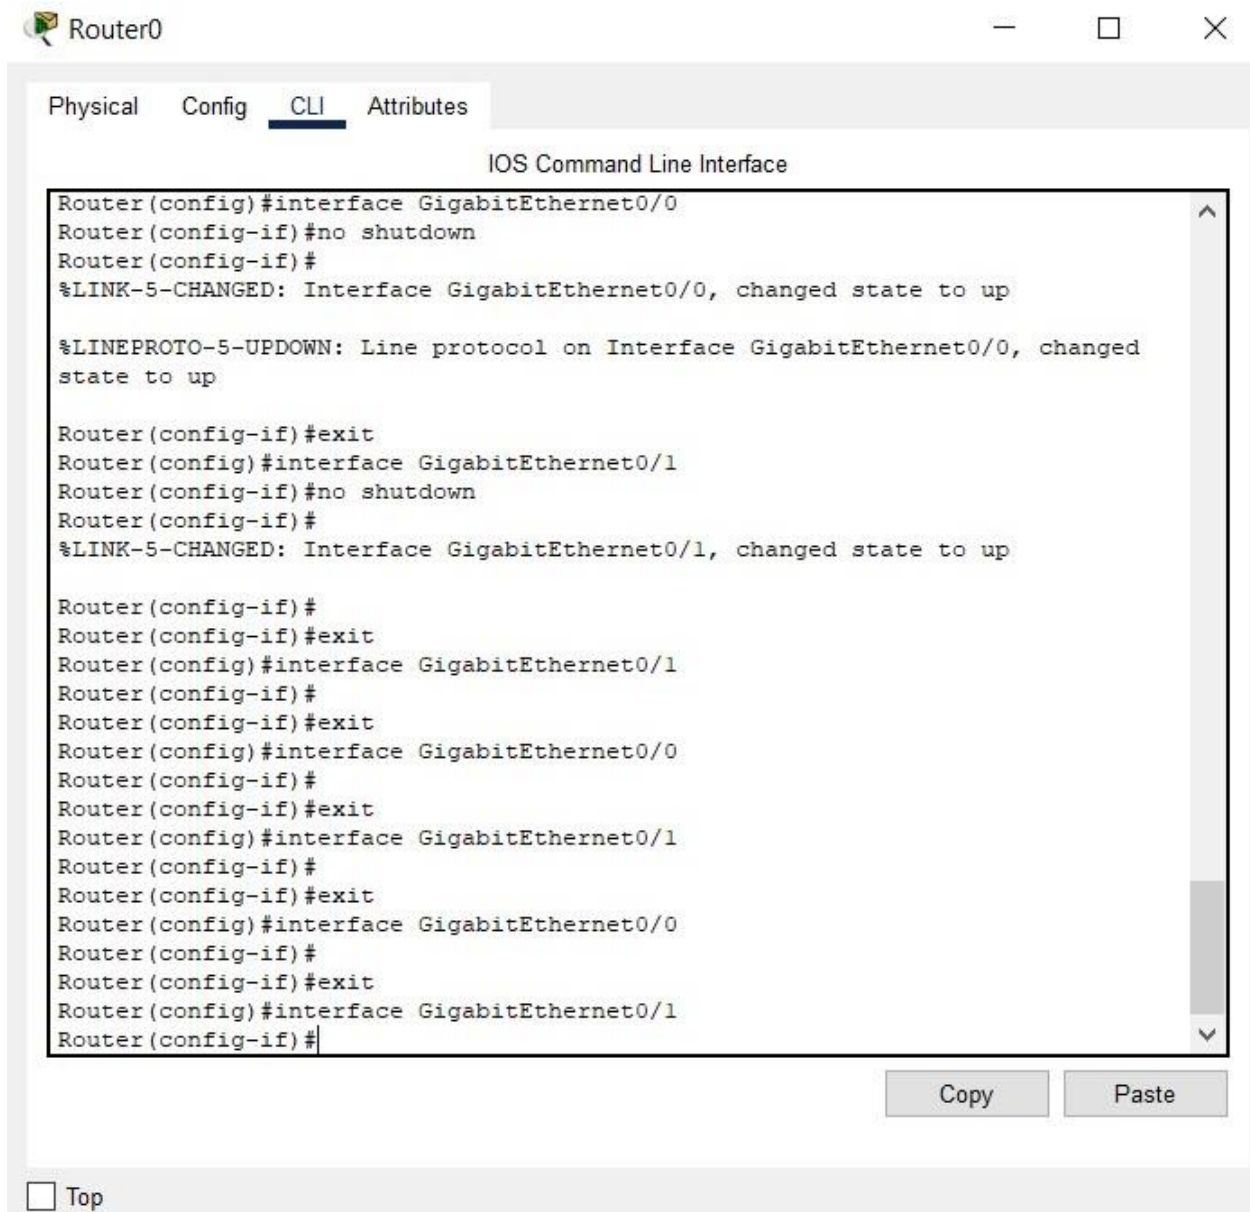 Router0
Physical Config CLI Attributes
IOS Command Line Interface
Router(config)#interface GigabitEthernet0/0
Router(config-if)#no shutdown
Router(config-if)#
%LINK-5-CHANGED: Interface GigabitEthernet0/0, changed state to up
%LINEPROTO-5-UPDOWN: Line protocol on Interface GigabitEthernet0/0, changed
state to up
Router(config-if)#exit
Router(config)#interface GigabitEthernet0/1
Router(config-if)#no shutdown
Router(config-if)#
%LINK-5-CHANGED: Interface GigabitEthernet0/1, changed state to up
Router(config-if)#
Router(config-if)#exit
Router(config)#interface GigabitEthernet0/1
Router(config-if)#
Router(config-if)#exit
Router(config)#interface GigabitEthernet0/0
Router(config-if)#
Router(config-if)#exit
Router(config)#interface GigabitEthernet0/1
Router(config-if)#
Router(config-if)#exit
Router(config)#interface GigabitEthernet0/0
Router(config-if)#
Router(config-if)#exit
Router(config)#interface GigabitEthernet0/1
Router(config-if)#
Copy Paste
Top